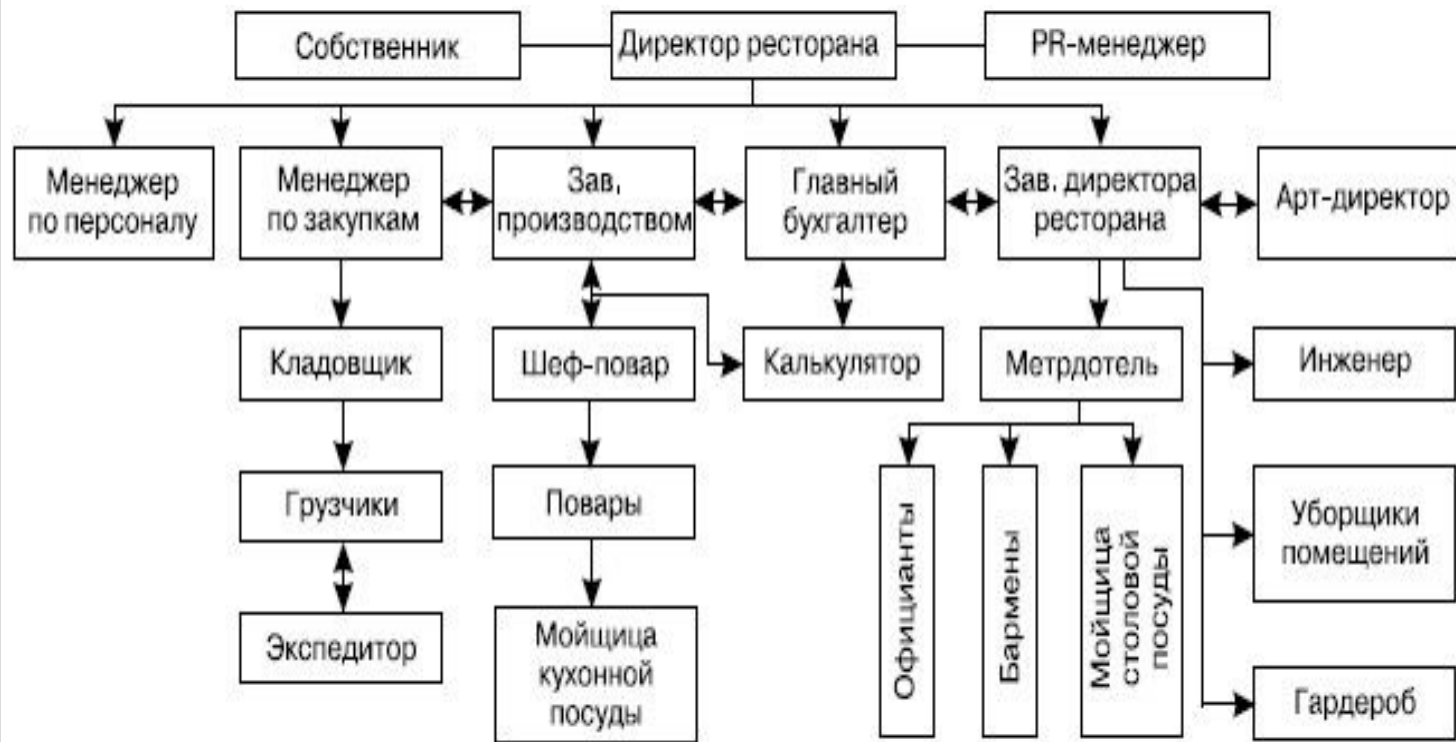 Собственник
Директор ресторана
PR-менеджер
Менеджер
по персоналу
Менеджер
по закупкам
Зав.
производством
Главный
бухгалтер
Зав. директора
ресторана
Арт-директор
Кладовщик
Шеф-повар
Калькулятор
Метрдотель
Инженер
Грузчики
Повары
Официанты
Бармены
Мойщица
столовой
посуды
Уборщики
помещений
Экспедитор
Мойщица
кухонной
посуды
Гардероб